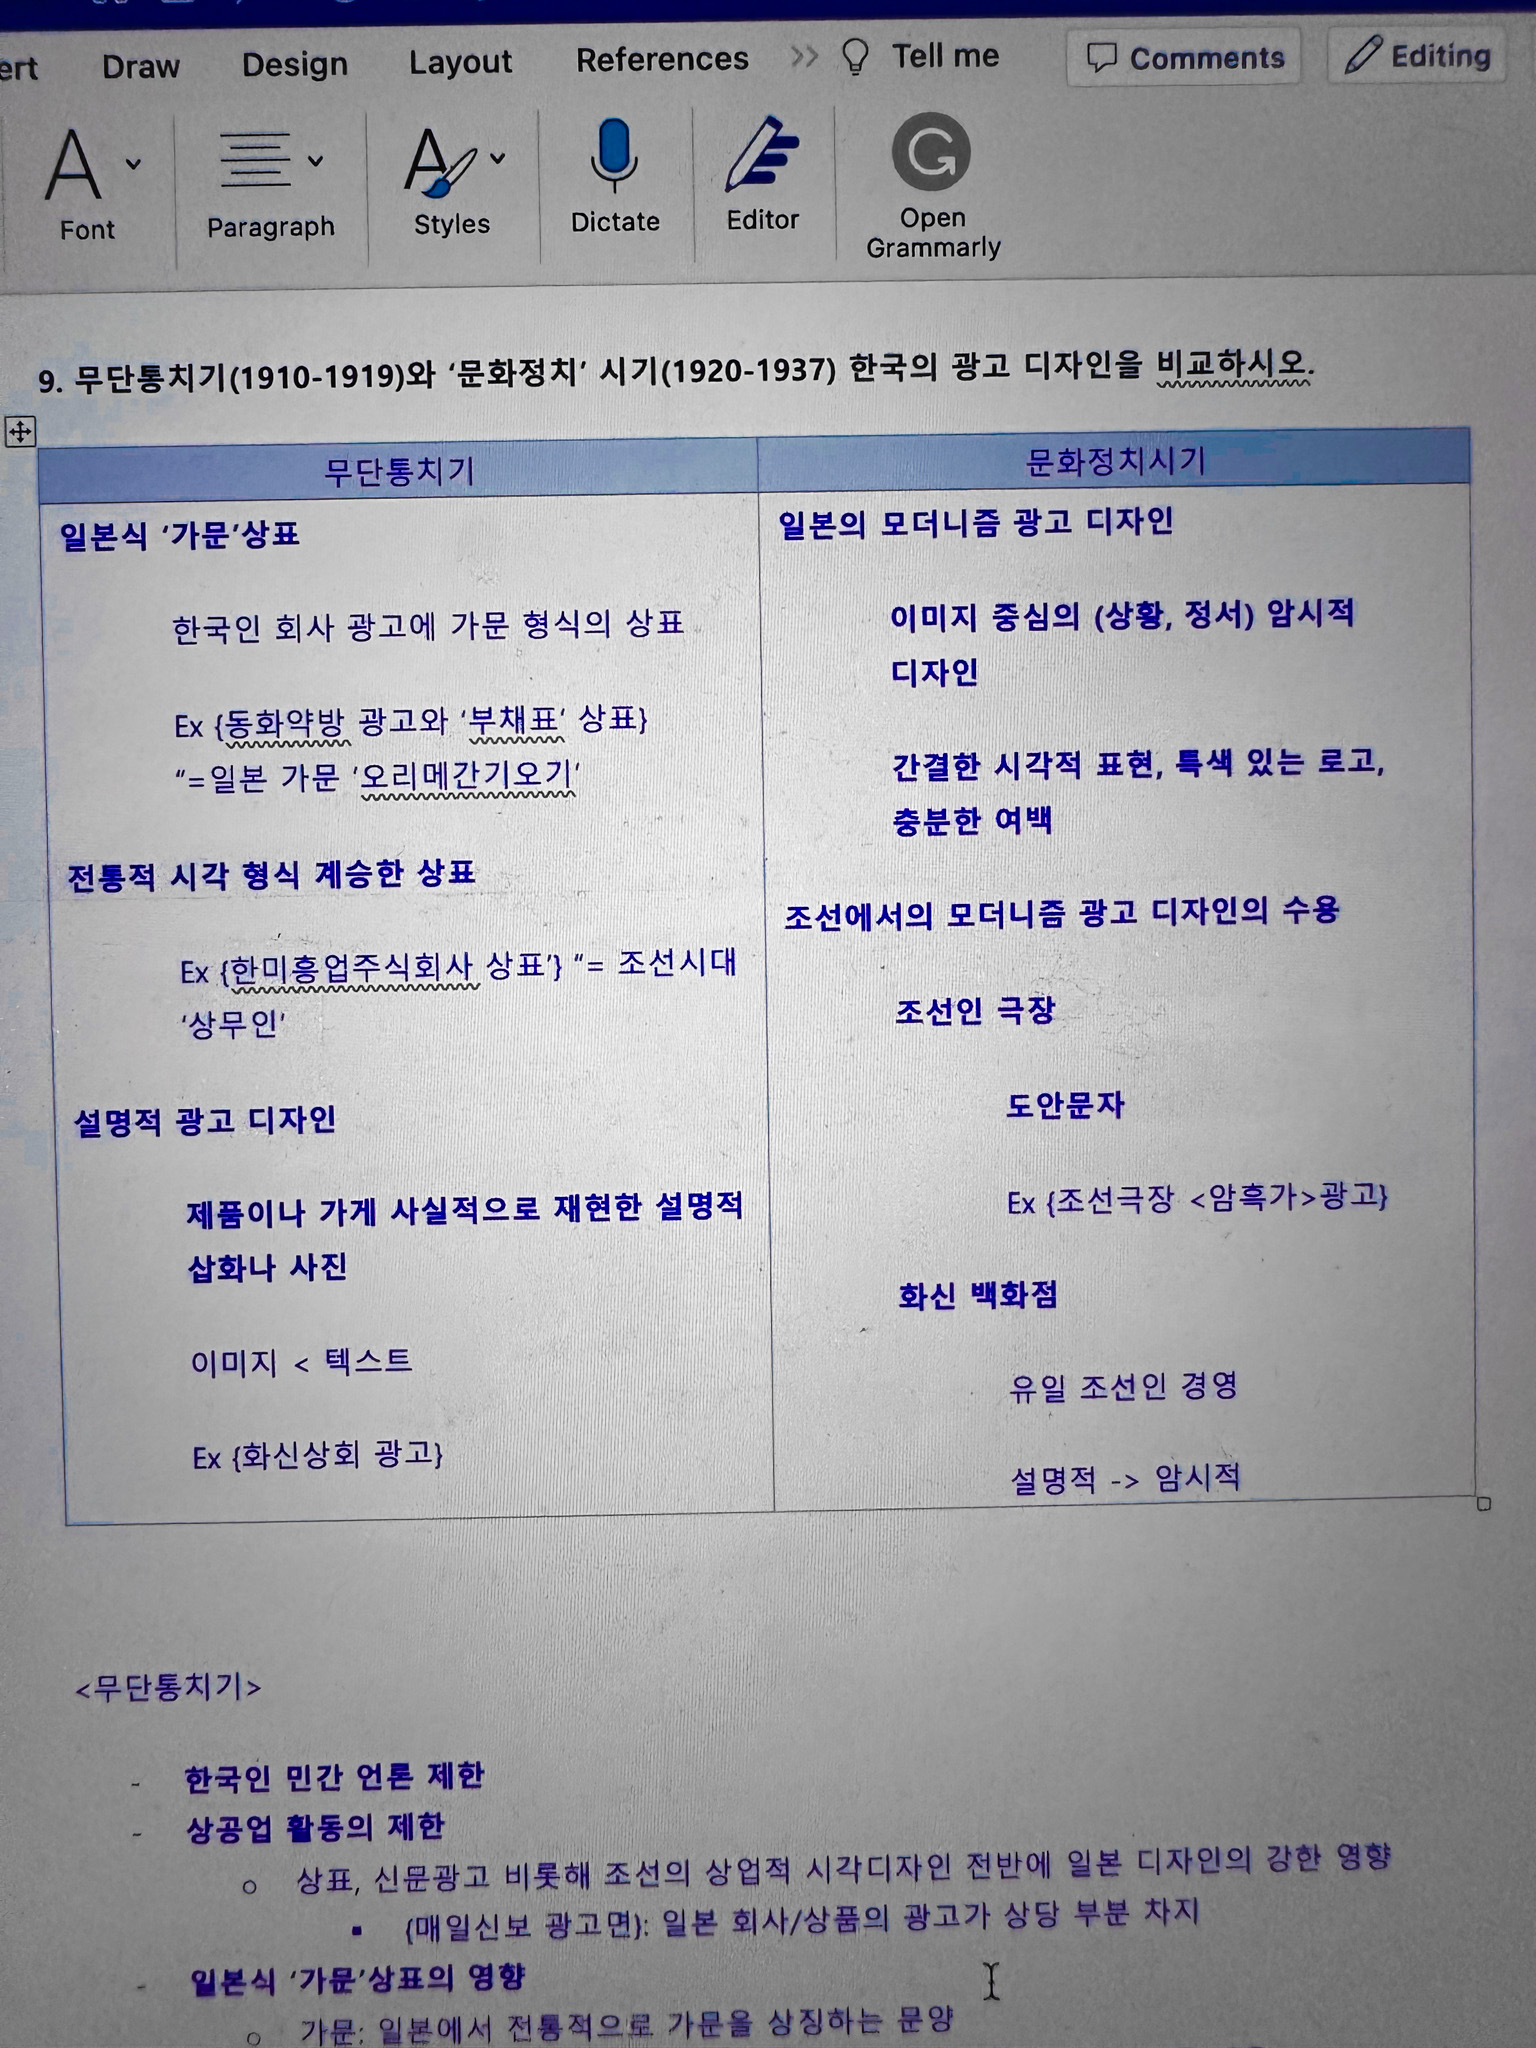 ert Draw Design Layout References >> Tell me Comments Editing
Font Paragraph Styles Dictate Editor Open
Grammarly
9. 무단통치기(1910-1919)와 ‘문화정치’ 시기(1920-1937) 한국의 광고 디자인을 비교하시오.
무단통치기
일본식 ‘가문’상표
한국인 회사 광고에 가문 형식의 상표
Ex {동화약방 광고와 ‘부채표‘ 상표}
“=일본 가문 ‘오리메간기오기’
전통적 시각 형식 계승한 상표
Ex {한미흥업주식회사 상표’} “= 조선시대
‘상무인’
설명적 광고 디자인
제품이나 가게 사실적으로 재현한 설명적
삽화나 사진
이미지 < 텍스트
Ex {화신상회 광고}
문화정치시기
일본의 모더니즘 광고 디자인
이미지 중심의 (상황, 정서) 암시적
디자인
간결한 시각적 표현, 특색 있는 로고,
충분한 여백
조선에서의 모더니즘 광고 디자인의 수용
조선인 극장
도안문자
Ex {조선극장 <암흑가>광고}
화신 백화점
유일 조선인 경영
설명적 -> 암시적
<무단통치기>
- 한국인 민간 언론 제한
- 상공업 활동의 제한
o 상표, 신문광고 비롯해 조선의 상업적 시각디자인 전반에 일본 디자인의 강한 영향
▪ {매일신보 광고면}: 일본 회사/상품의 광고가 상당 부분 차지
- 일본식 ‘가문’상표의 영향
o 가문: 일본에서 전통적으로 가문을 상징하는 문양